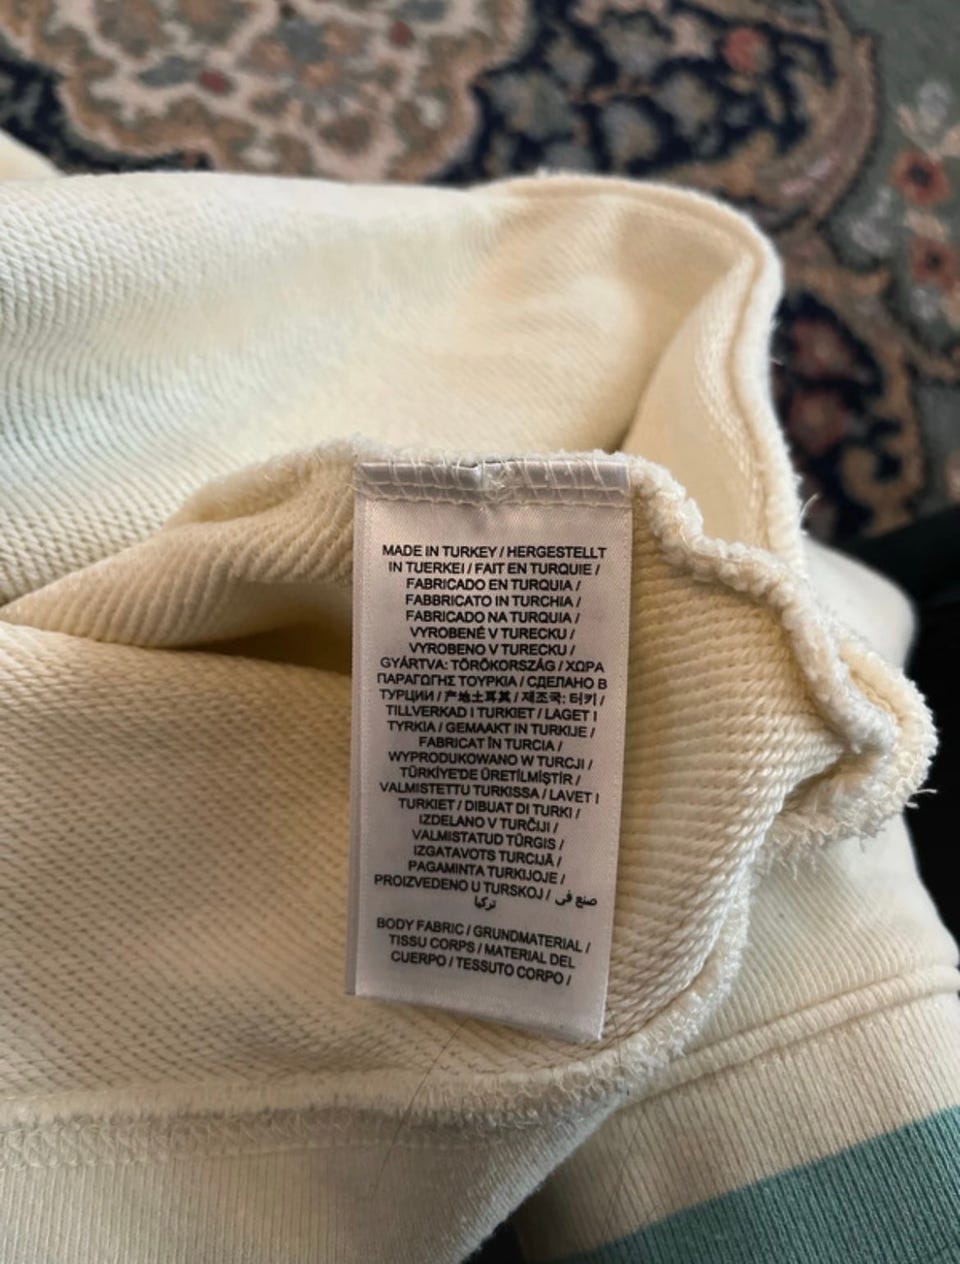 MADE IN TURKEY / HERGESTELLT
IN TUERKEI / FAIT EN TURQUIE /
FABRICADO EN TURQUIA /
FABBRICATO IN TURCHIA /
FABRICADO NA TURQUIA /
VYROBENÉ V TURECKU /
VYROBENO V TURECKU /
GYÁRTVA: TÖRÖKORSZÁG / ΧΩΡΑ
ΠΑΡΑΓΩΓΗΣ ΤΟΥΡΚΙΑ / СДЕЛАНО В
ТУРЦИИ / 产地土耳其 / 제조국: 터키 /
TILLVERKAD I TURKIET / LAGET I
TYRKIA / GEMAAKT IN TURKIJE /
FABRICAT ÎN TURCIA /
WYPRODUKOWANO W TURCJI /
TÜRKİYE'DE ÜRETİLMİŞTİR /
VALMISTETTU TURKISSA / LAVET I
TURKIET / DIBUAT DI TURKI /
IZDELANO V TURČIJI /
VALMISTATUD TÜRGIS /
IZGATAVOTS TURCIJĀ /
PAGAMINTA TURKIJOJE /
PROIZVEDENO U TURSKOJ / صنع في
تركيا
BODY FABRIC / GRUNDMATERIAL /
TISSU CORPS / MATERIAL DEL
CUERPO / TESSUTO CORPO /